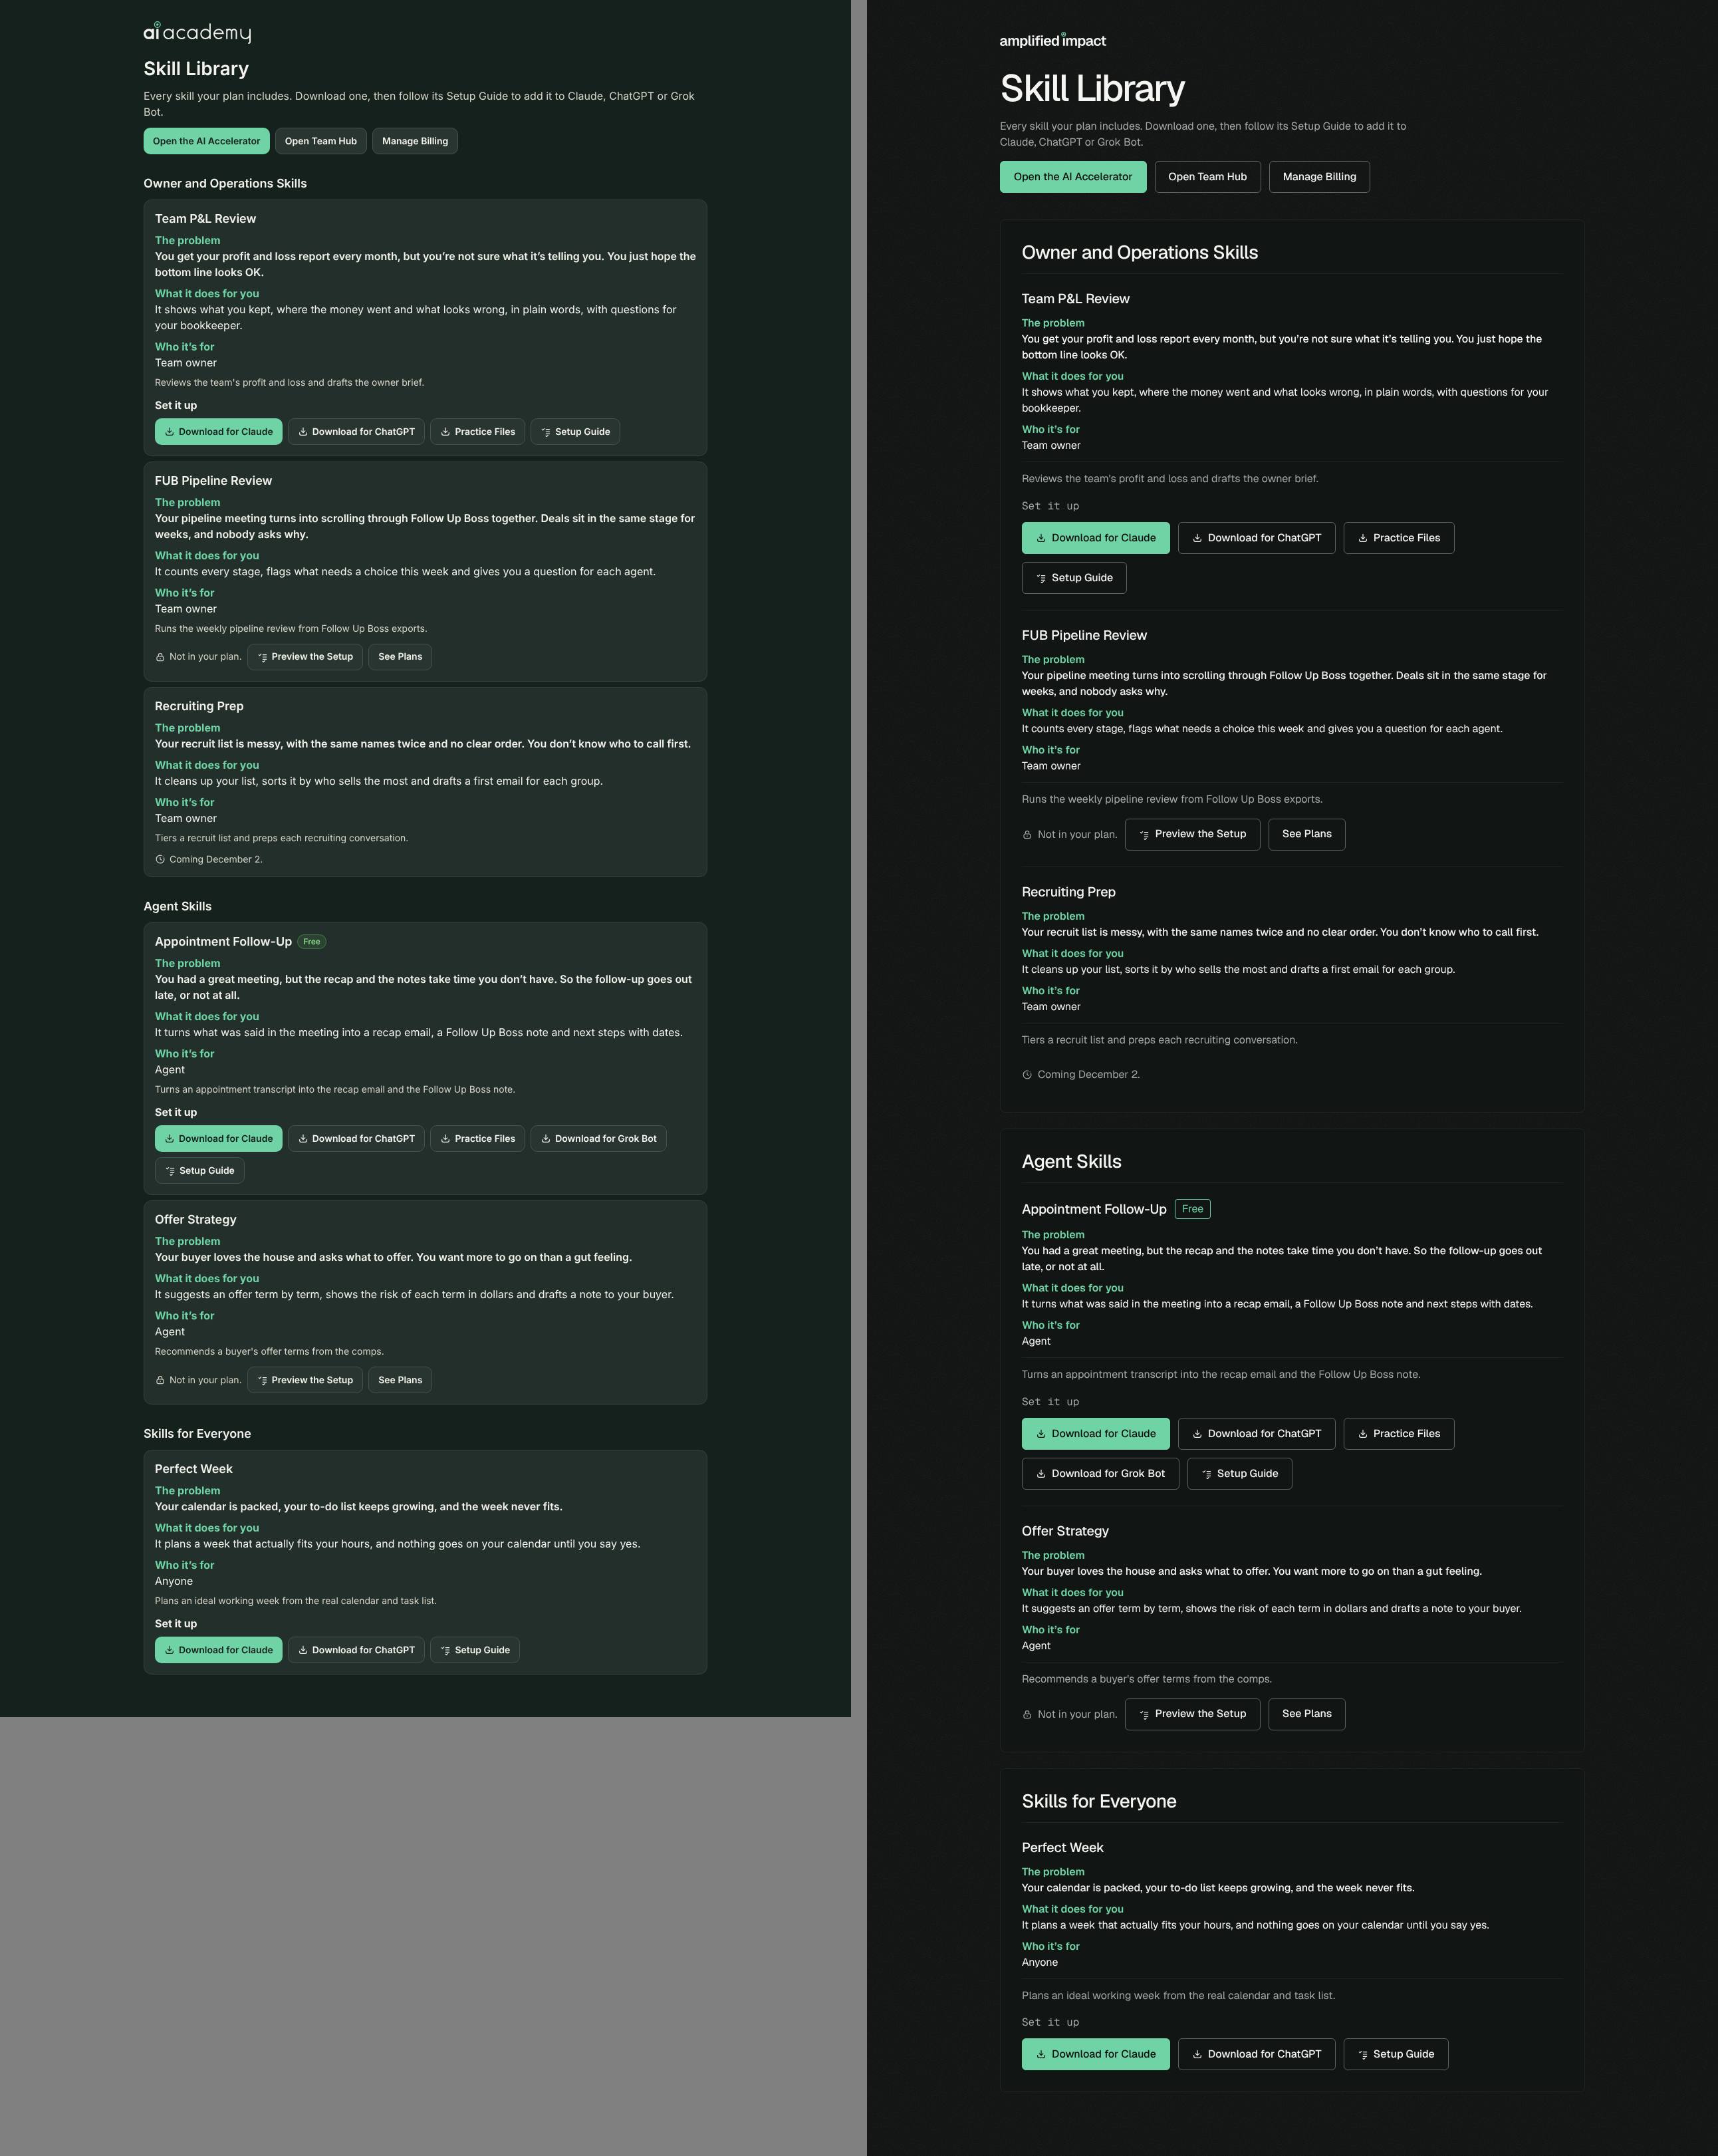 ai academy
Skill Library
Every skill your plan includes. Download one, then follow its Setup Guide to add it to Claude, ChatGPT or Grok
Bot.
Open the AI Accelerator
Open Team Hub
Manage Billing
Owner and Operations Skills
Team P&L Review
The problem
You get your profit and loss report every month, but you’re not sure what it’s telling you. You just hope the
bottom line looks OK.
What it does for you
It shows what you kept, where the money went and what looks wrong, in plain words, with questions for
your bookkeeper.
Who it’s for
Team owner
Reviews the team's profit and loss and drafts the owner brief.
Set it up
Download for Claude
Download for ChatGPT
Practice Files
Setup Guide
FUB Pipeline Review
The problem
Your pipeline meeting turns into scrolling through Follow Up Boss together. Deals sit in the same stage for
weeks, and nobody asks why.
What it does for you
It counts every stage, flags what needs a choice this week and gives you a question for each agent.
Who it’s for
Team owner
Runs the weekly pipeline review from Follow Up Boss exports.
Not in your plan.
Preview the Setup
See Plans
Recruiting Prep
The problem
Your recruit list is messy, with the same names twice and no clear order. You don’t know who to call first.
What it does for you
It cleans up your list, sorts it by who sells the most and drafts a first email for each group.
Who it’s for
Team owner
Tiers a recruit list and preps each recruiting conversation.
Coming December 2.
Agent Skills
Appointment Follow-Up
Free
The problem
You had a great meeting, but the recap and the notes take time you don’t have. So the follow-up goes out
late, or not at all.
What it does for you
It turns what was said in the meeting into a recap email, a Follow Up Boss note and next steps with dates.
Who it’s for
Agent
Turns an appointment transcript into the recap email and the Follow Up Boss note.
Set it up
Download for Claude
Download for ChatGPT
Practice Files
Download for Grok Bot
Setup Guide
Offer Strategy
The problem
Your buyer loves the house and asks what to offer. You want more to go on than a gut feeling.
What it does for you
It suggests an offer term by term, shows the risk of each term in dollars and drafts a note to your buyer.
Who it’s for
Agent
Recommends a buyer's offer terms from the comps.
Not in your plan.
Preview the Setup
See Plans
Skills for Everyone
Perfect Week
The problem
Your calendar is packed, your to-do list keeps growing, and the week never fits.
What it does for you
It plans a week that actually fits your hours, and nothing goes on your calendar until you say yes.
Who it’s for
Anyone
Plans an ideal working week from the real calendar and task list.
Set it up
Download for Claude
Download for ChatGPT
Setup Guide
amplified impact
Skill Library
Every skill your plan includes. Download one, then follow its Setup Guide to add it to
Claude, ChatGPT or Grok Bot.
Open the AI Accelerator
Open Team Hub
Manage Billing
Owner and Operations Skills
Team P&L Review
The problem
You get your profit and loss report every month, but you’re not sure what it’s telling you. You just hope the
bottom line looks OK.
What it does for you
It shows what you kept, where the money went and what looks wrong, in plain words, with questions for your
bookkeeper.
Who it’s for
Team owner
Reviews the team's profit and loss and drafts the owner brief.
Set it up
Download for Claude
Download for ChatGPT
Practice Files
Setup Guide
FUB Pipeline Review
The problem
Your pipeline meeting turns into scrolling through Follow Up Boss together. Deals sit in the same stage for
weeks, and nobody asks why.
What it does for you
It counts every stage, flags what needs a choice this week and gives you a question for each agent.
Who it’s for
Team owner
Runs the weekly pipeline review from Follow Up Boss exports.
Not in your plan.
Preview the Setup
See Plans
Recruiting Prep
The problem
Your recruit list is messy, with the same names twice and no clear order. You don’t know who to call first.
What it does for you
It cleans up your list, sorts it by who sells the most and drafts a first email for each group.
Who it’s for
Team owner
Tiers a recruit list and preps each recruiting conversation.
Coming December 2.
Agent Skills
Appointment Follow-Up
Free
The problem
You had a great meeting, but the recap and the notes take time you don’t have. So the follow-up goes out
late, or not at all.
What it does for you
It turns what was said in the meeting into a recap email, a Follow Up Boss note and next steps with dates.
Who it’s for
Agent
Turns an appointment transcript into the recap email and the Follow Up Boss note.
Set it up
Download for Claude
Download for ChatGPT
Practice Files
Download for Grok Bot
Setup Guide
Offer Strategy
The problem
Your buyer loves the house and asks what to offer. You want more to go on than a gut feeling.
What it does for you
It suggests an offer term by term, shows the risk of each term in dollars and drafts a note to your buyer.
Who it’s for
Agent
Recommends a buyer's offer terms from the comps.
Not in your plan.
Preview the Setup
See Plans
Skills for Everyone
Perfect Week
The problem
Your calendar is packed, your to-do list keeps growing, and the week never fits.
What it does for you
It plans a week that actually fits your hours, and nothing goes on your calendar until you say yes.
Who it’s for
Anyone
Plans an ideal working week from the real calendar and task list.
Set it up
Download for Claude
Download for ChatGPT
Setup Guide